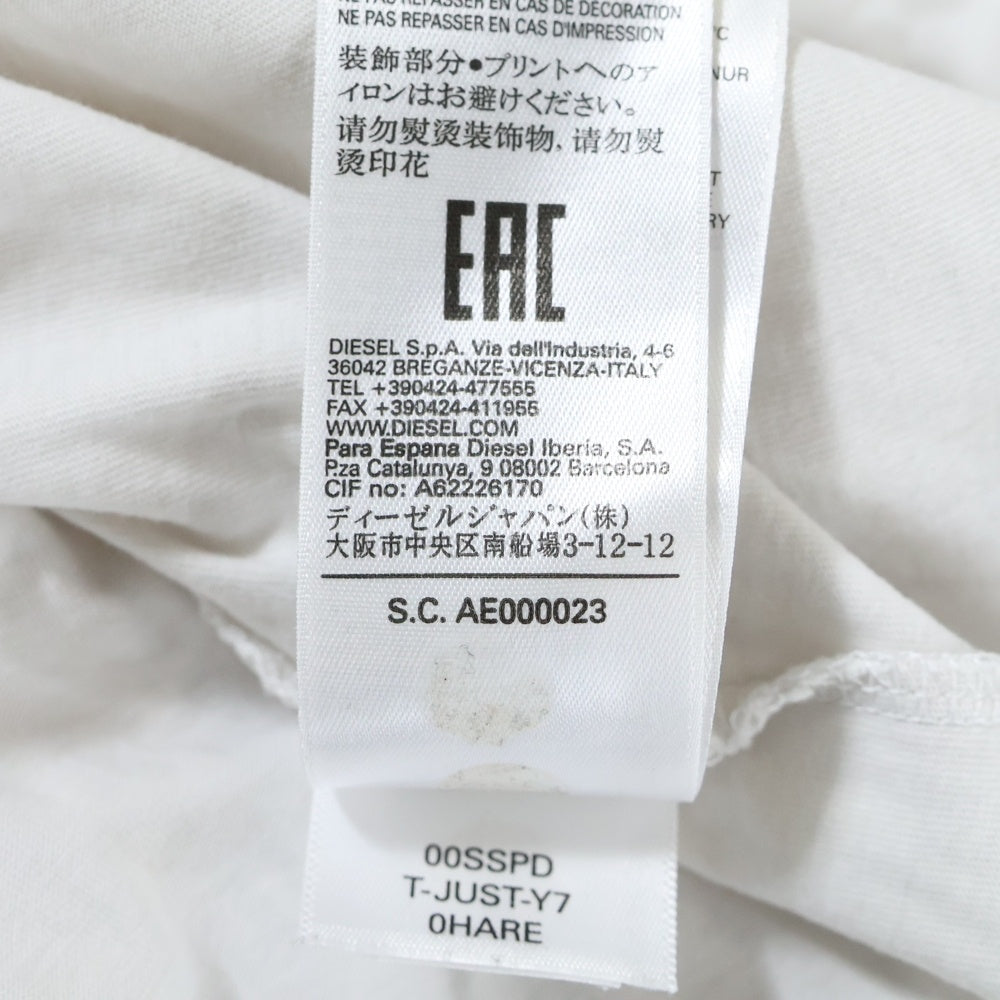 NE PAS REPASSER EN CAS DE DECORATION
NE PAS REPASSER EN CAS D'IMPRESSION
装飾部分●プリントへのア
イロンはお避けください。
请勿熨烫装饰物, 请勿熨
烫印花
EAC
DIESEL S.p.A. Via dell'Industria, 4-6
36042 BREGANZE-VICENZA-ITALY
TEL +390424-477555
FAX +390424-411955
WWW.DIESEL.COM
Para Espana Diesel Iberia, S.A.
P.za Catalunya, 9 08002 Barcelona
CIF no: A62226170
ディーゼルジャパン(株)
大阪市中央区南船場3-12-12
S.C. AE000023
00SSPD
T-JUST-Y7
0HARE